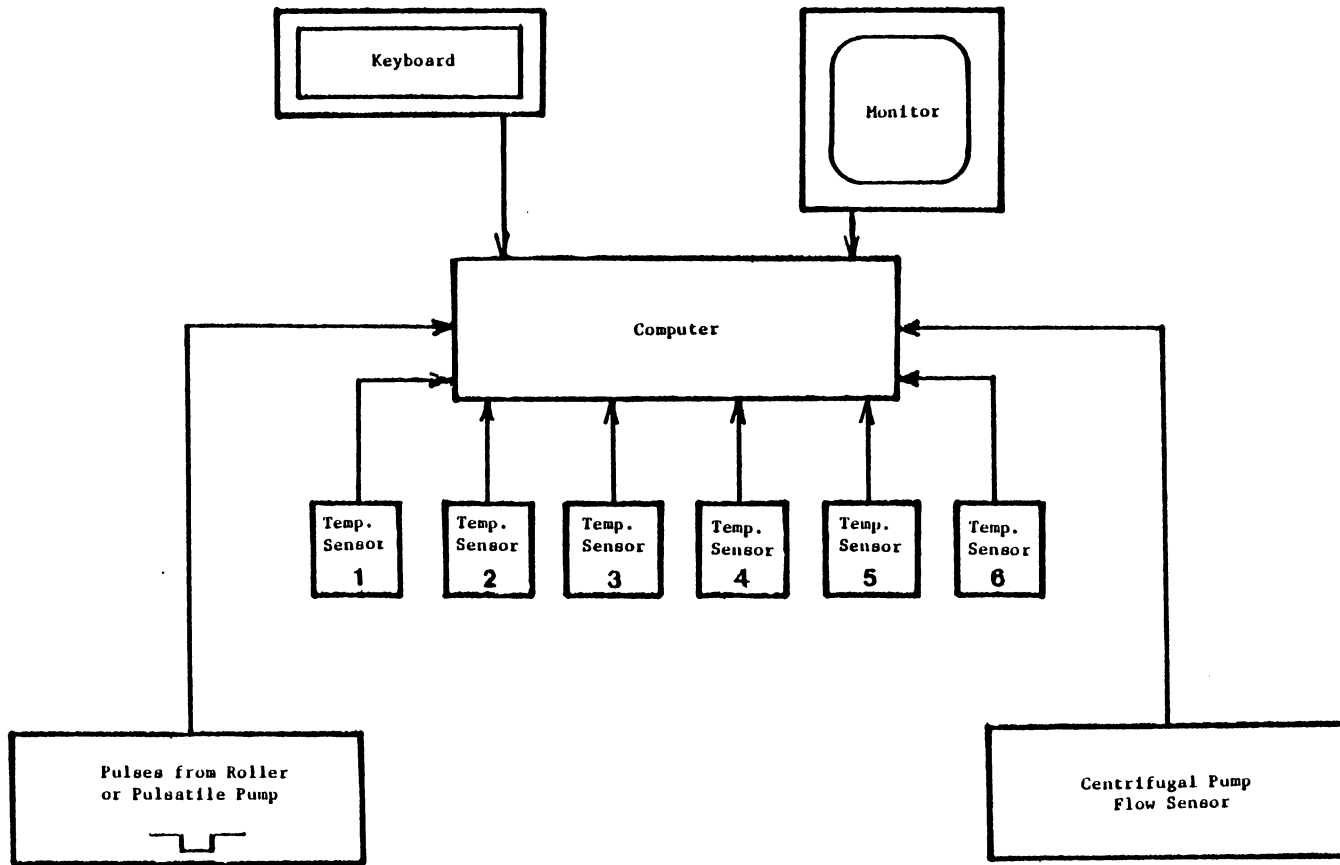 Keyboard
Monitor
Computer
Temp.
Sensor
1
Temp.
Sensor
2
Temp.
Sensor
3
Temp.
Sensor
4
Temp.
Sensor
5
Temp.
Sensor
6
Pulses from Roller
or Pulsatile Pump
Centrifugal Pump
Flow Sensor